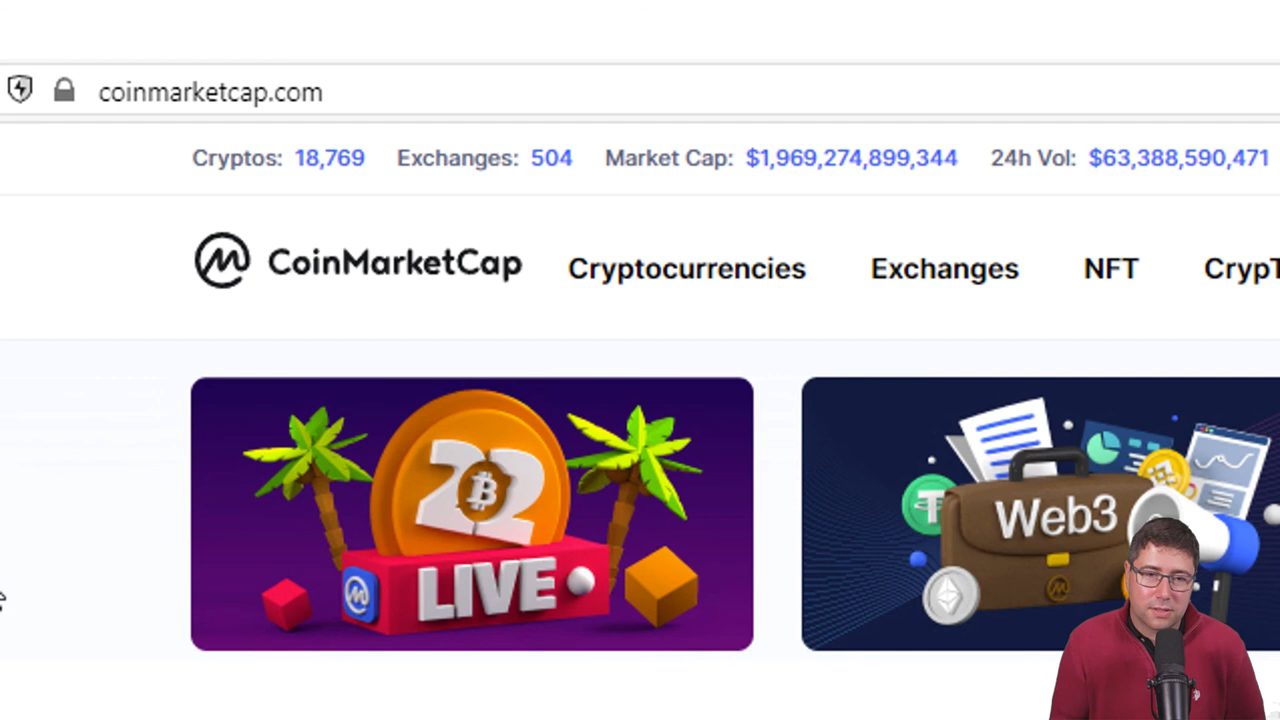 coinmarketcap.com
Cryptos: 18,769 Exchanges: 504 Market Cap: $1,969,274,899,344 24h Vol: $63,388,590,471
CoinMarketCap Cryptocurrencies Exchanges NFT CrypT
22
LIVE
Web3